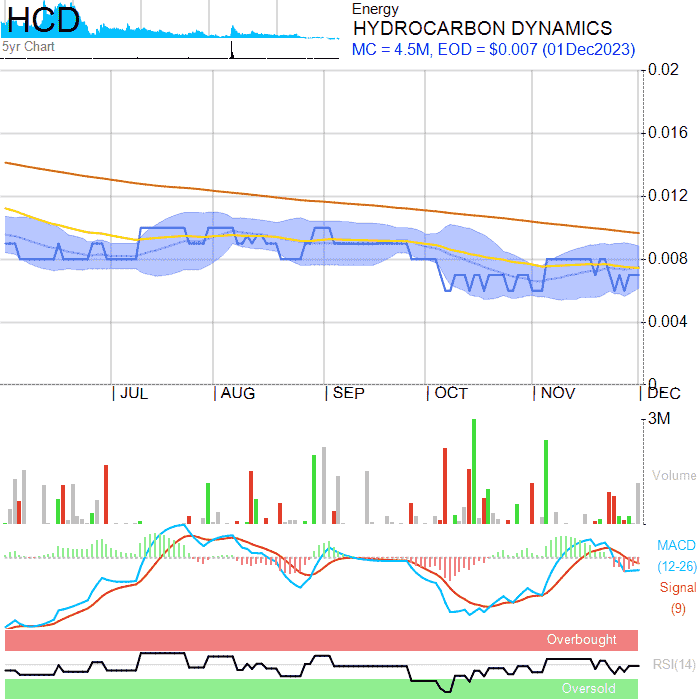 HCD
5yr Chart
Energy
HYDROCARBON DYNAMICS
MC = 4.5M, EOD = $0.007 (01Dec2023)
0.02
0.016
0.012
0.008
0.004
0
JUL
AUG
SEP
OCT
NOV
DEC
3M
Volume
MACD
(12-26)
Signal
(9)
Overbought
RSI(14)
Oversold